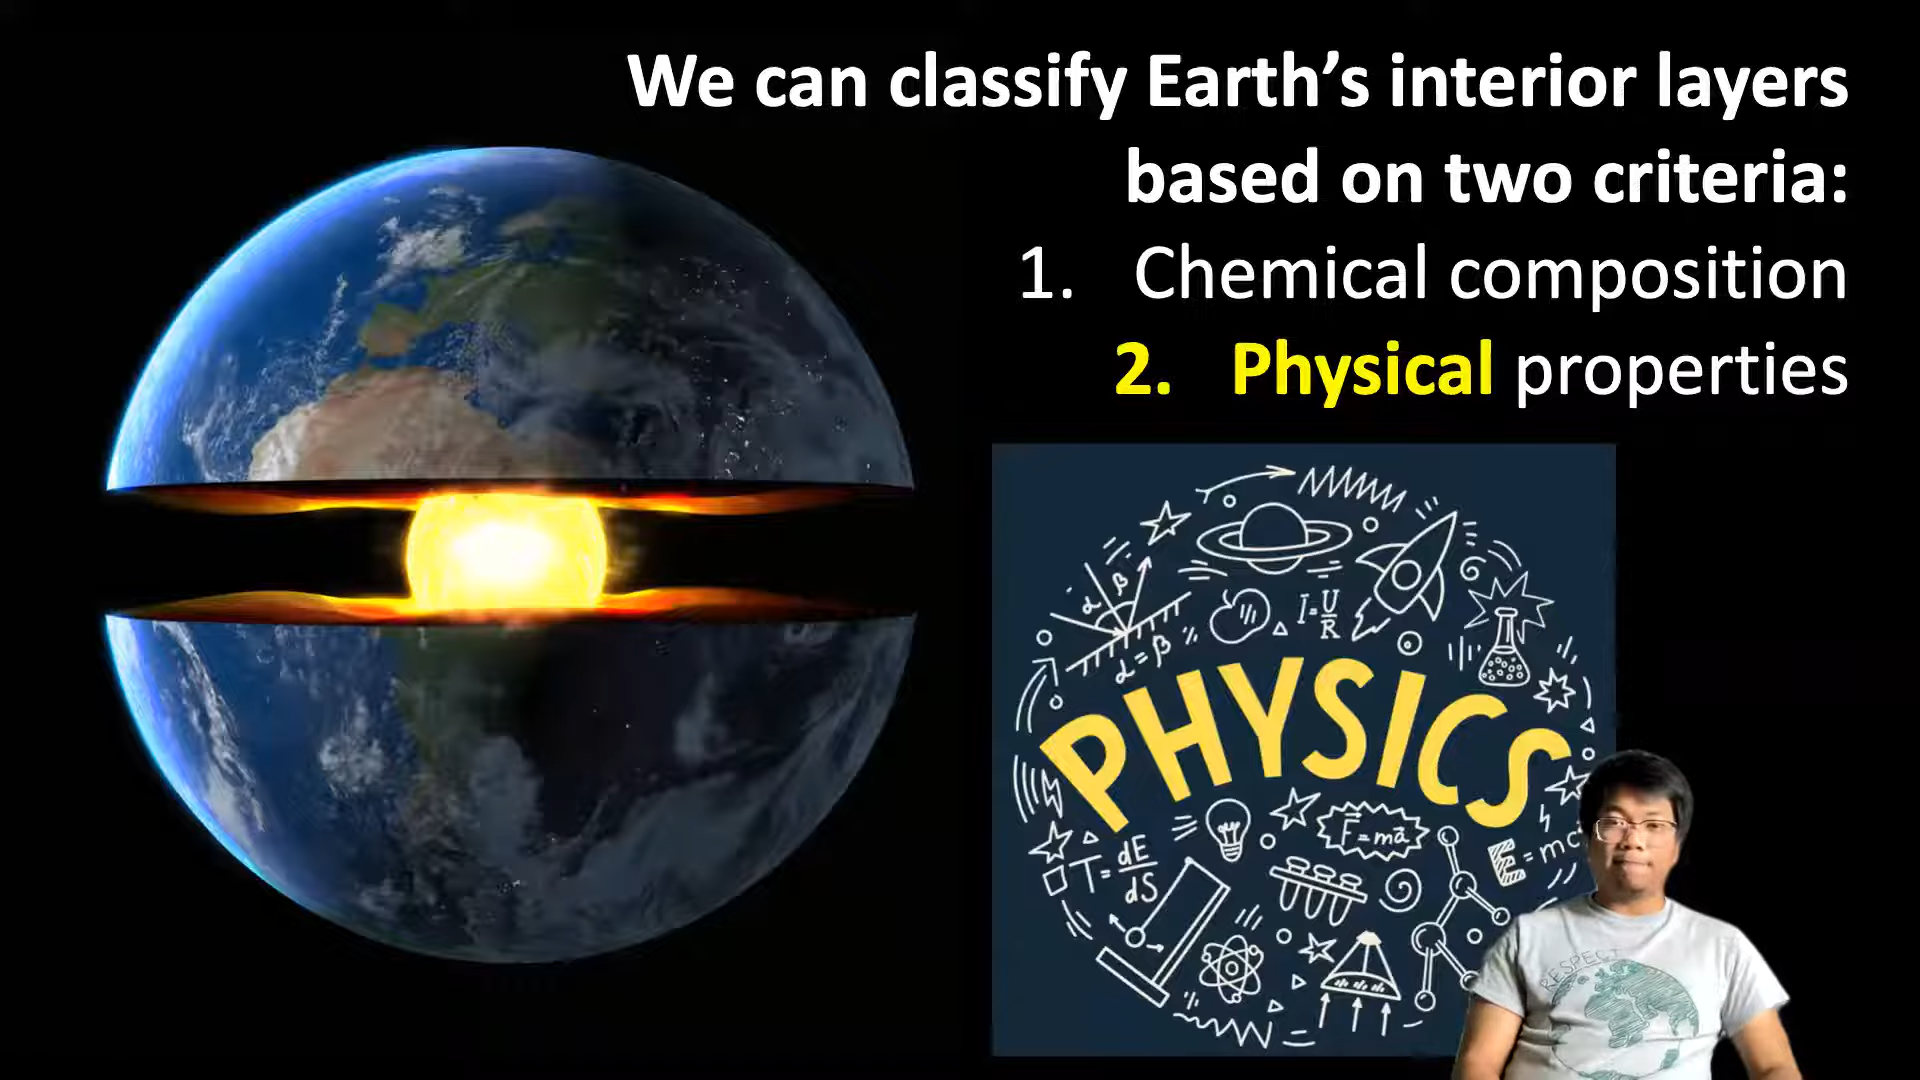 We can classify Earth’s interior layers
based on two criteria:
1. Chemical composition
2. Physical properties
β
α
α = β
I = U
R
PHYSICS
F = ma
T = dE
dS
E = mc
RESPECT